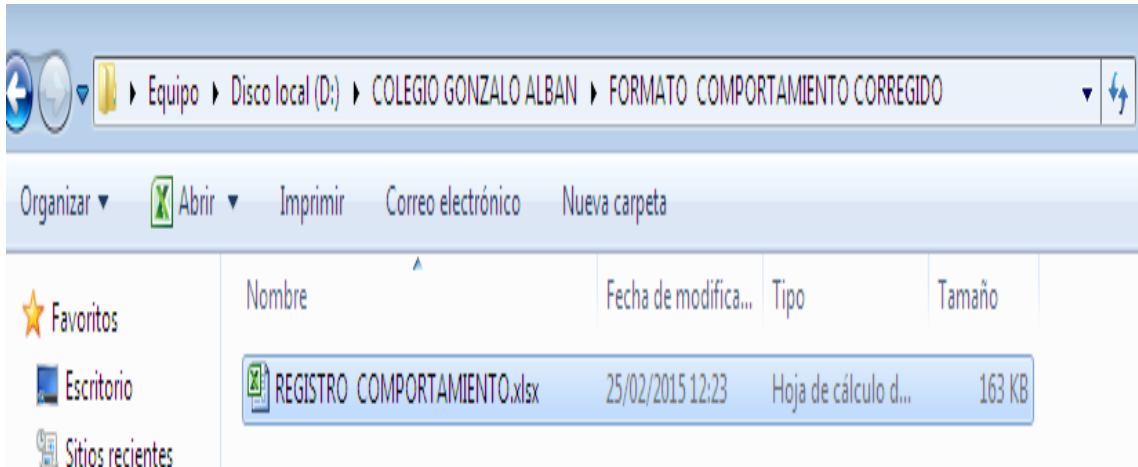 Equipo Disco local (D:) COLEGIO GONZALO ALBAN FORMATO COMPORTAMIENTO CORREGIDO
Organizar Abrir Imprimir Correo electrónico Nueva carpeta
Nombre Fecha de modifica... Tipo Tamaño
Favoritos
Escritorio REGISTRO COMPORTAMIENTO.xlsx 25/02/2015 12:23 Hoja de cálculo d... 163 KB
Sitios recientes